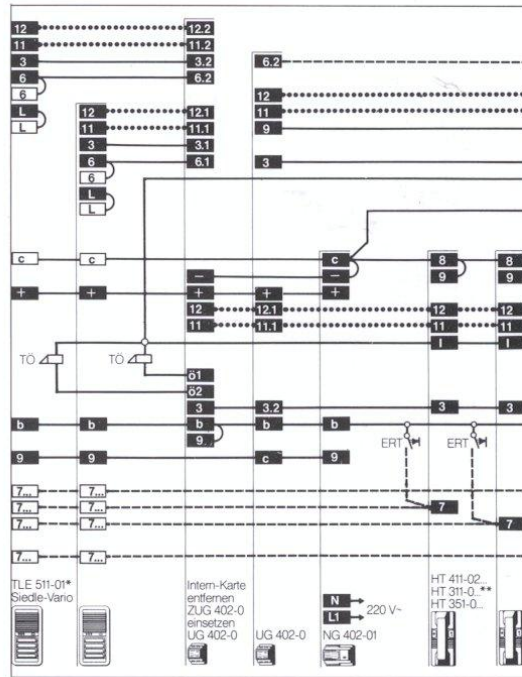 12 12.2
11 11.2
3 3.2 6.2
6 6.2
6
L 12 12.1 12
L 11 11.1 11
3 3.1 9
6 6.1 3
6
L
L
c c c 8 8
– – 9 9
+ + + + +
12 12.1 12 12
11 11.1 11 11
TÖ TÖ I I
ö1
ö2
3 3.2 3 3
b b b b b
9 ERT ERT
9 9 c 9
7... 7...
7... 7... 7
7... 7... 7
7... 7...
TLE 511-01*
Siedle-Vario
Intern-Karte
entfernen
ZUG 402-0
einsetzen
UG 402-0
UG 402-0
N
L1
220 V~
NG 402-01
HT 411-02...
HT 311-0...**
HT 351-0...